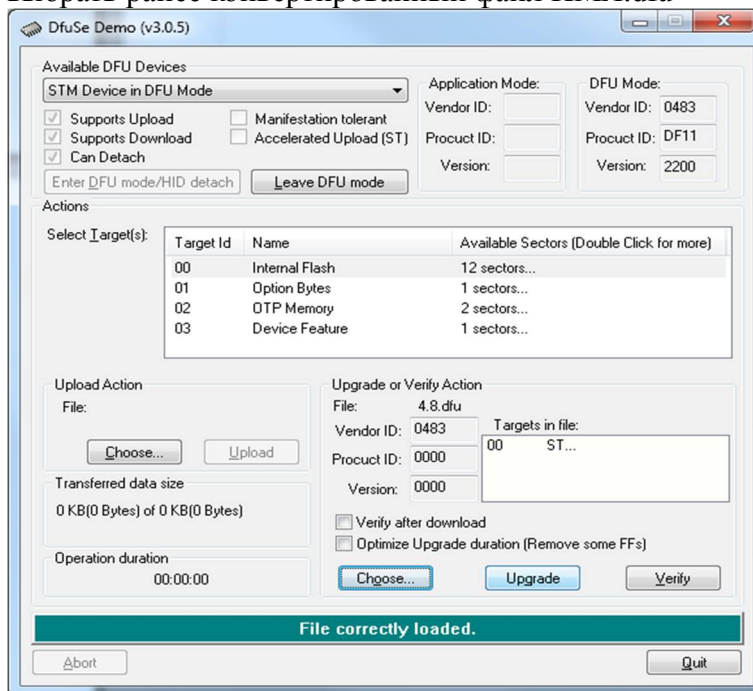 Выбрать ранее конвертированный файл ИМЯ.dfu
DfuSe Demo (v3.0.5)
Available DFU Devices
STM Device in DFU Mode
Supports Upload
Manifestation tolerant
Supports Download
Accelerated Upload (ST)
Can Detach
Enter DFU mode/HID detach
Leave DFU mode
Application Mode:
Vendor ID:
Procuct ID:
Version:
DFU Mode:
Vendor ID: 0483
Procuct ID: DF11
Version: 2200
Actions
Select Target(s):
Target Id Name Available Sectors (Double Click for more)
00 Internal Flash 12 sectors...
01 Option Bytes 1 sectors...
02 OTP Memory 2 sectors...
03 Device Feature 1 sectors...
Upload Action
File:
Choose... Upload
Transferred data size
0 KB(0 Bytes) of 0 KB(0 Bytes)
Operation duration
00:00:00
Upgrade or Verify Action
File: 4.8.dfu
Vendor ID: 0483
Procuct ID: 0000
Version: 0000
Targets in file:
00 ST...
Verify after download
Optimize Upgrade duration (Remove some FFs)
Choose... Upgrade Verify
File correctly loaded.
Abort Quit